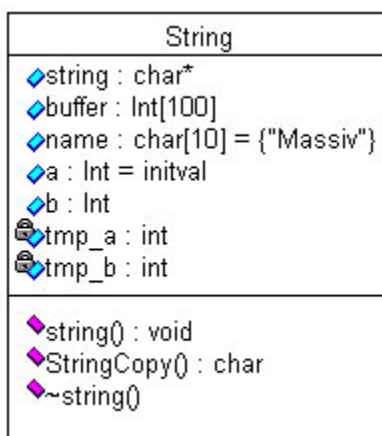 String
string : char*
buffer : Int[100]
name : char[10] = {"Massiv"}
a : Int = initval
b : Int
tmp_a : int
tmp_b : int
string() : void
StringCopy() : char
~string()